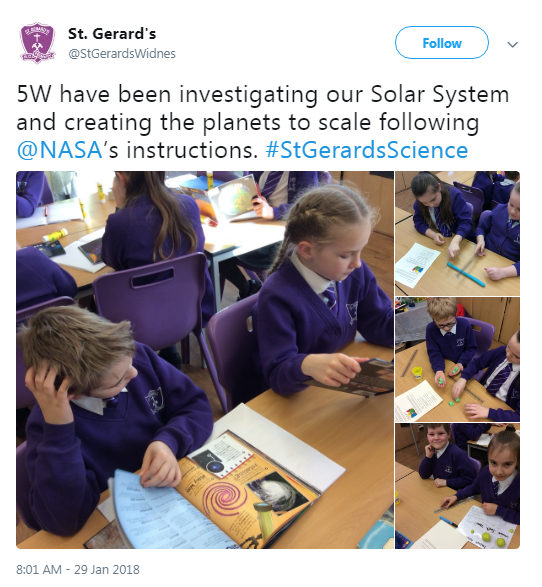 St. Gerard's
@StGerardsWidnes
Follow
5W have been investigating our Solar System
and creating the planets to scale following
@NASA's instructions. #StGerardsScience
8:01 AM - 29 Jan 2018